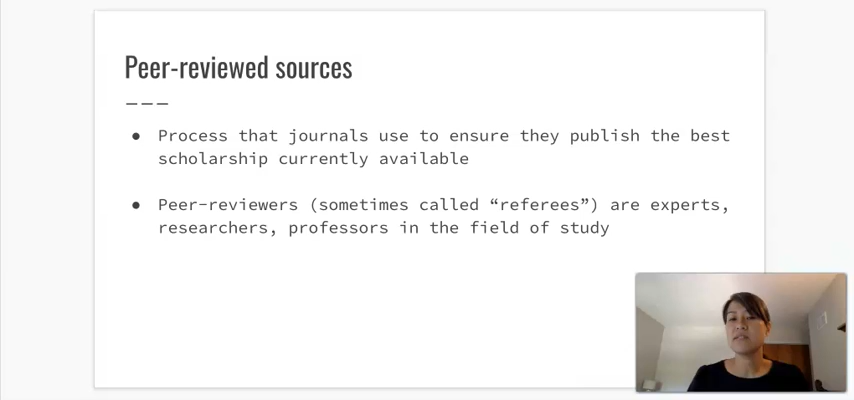 Peer-reviewed sources
● Process that journals use to ensure they publish the best
scholarship currently available
● Peer-reviewers (sometimes called “referees”) are experts,
researchers, professors in the field of study